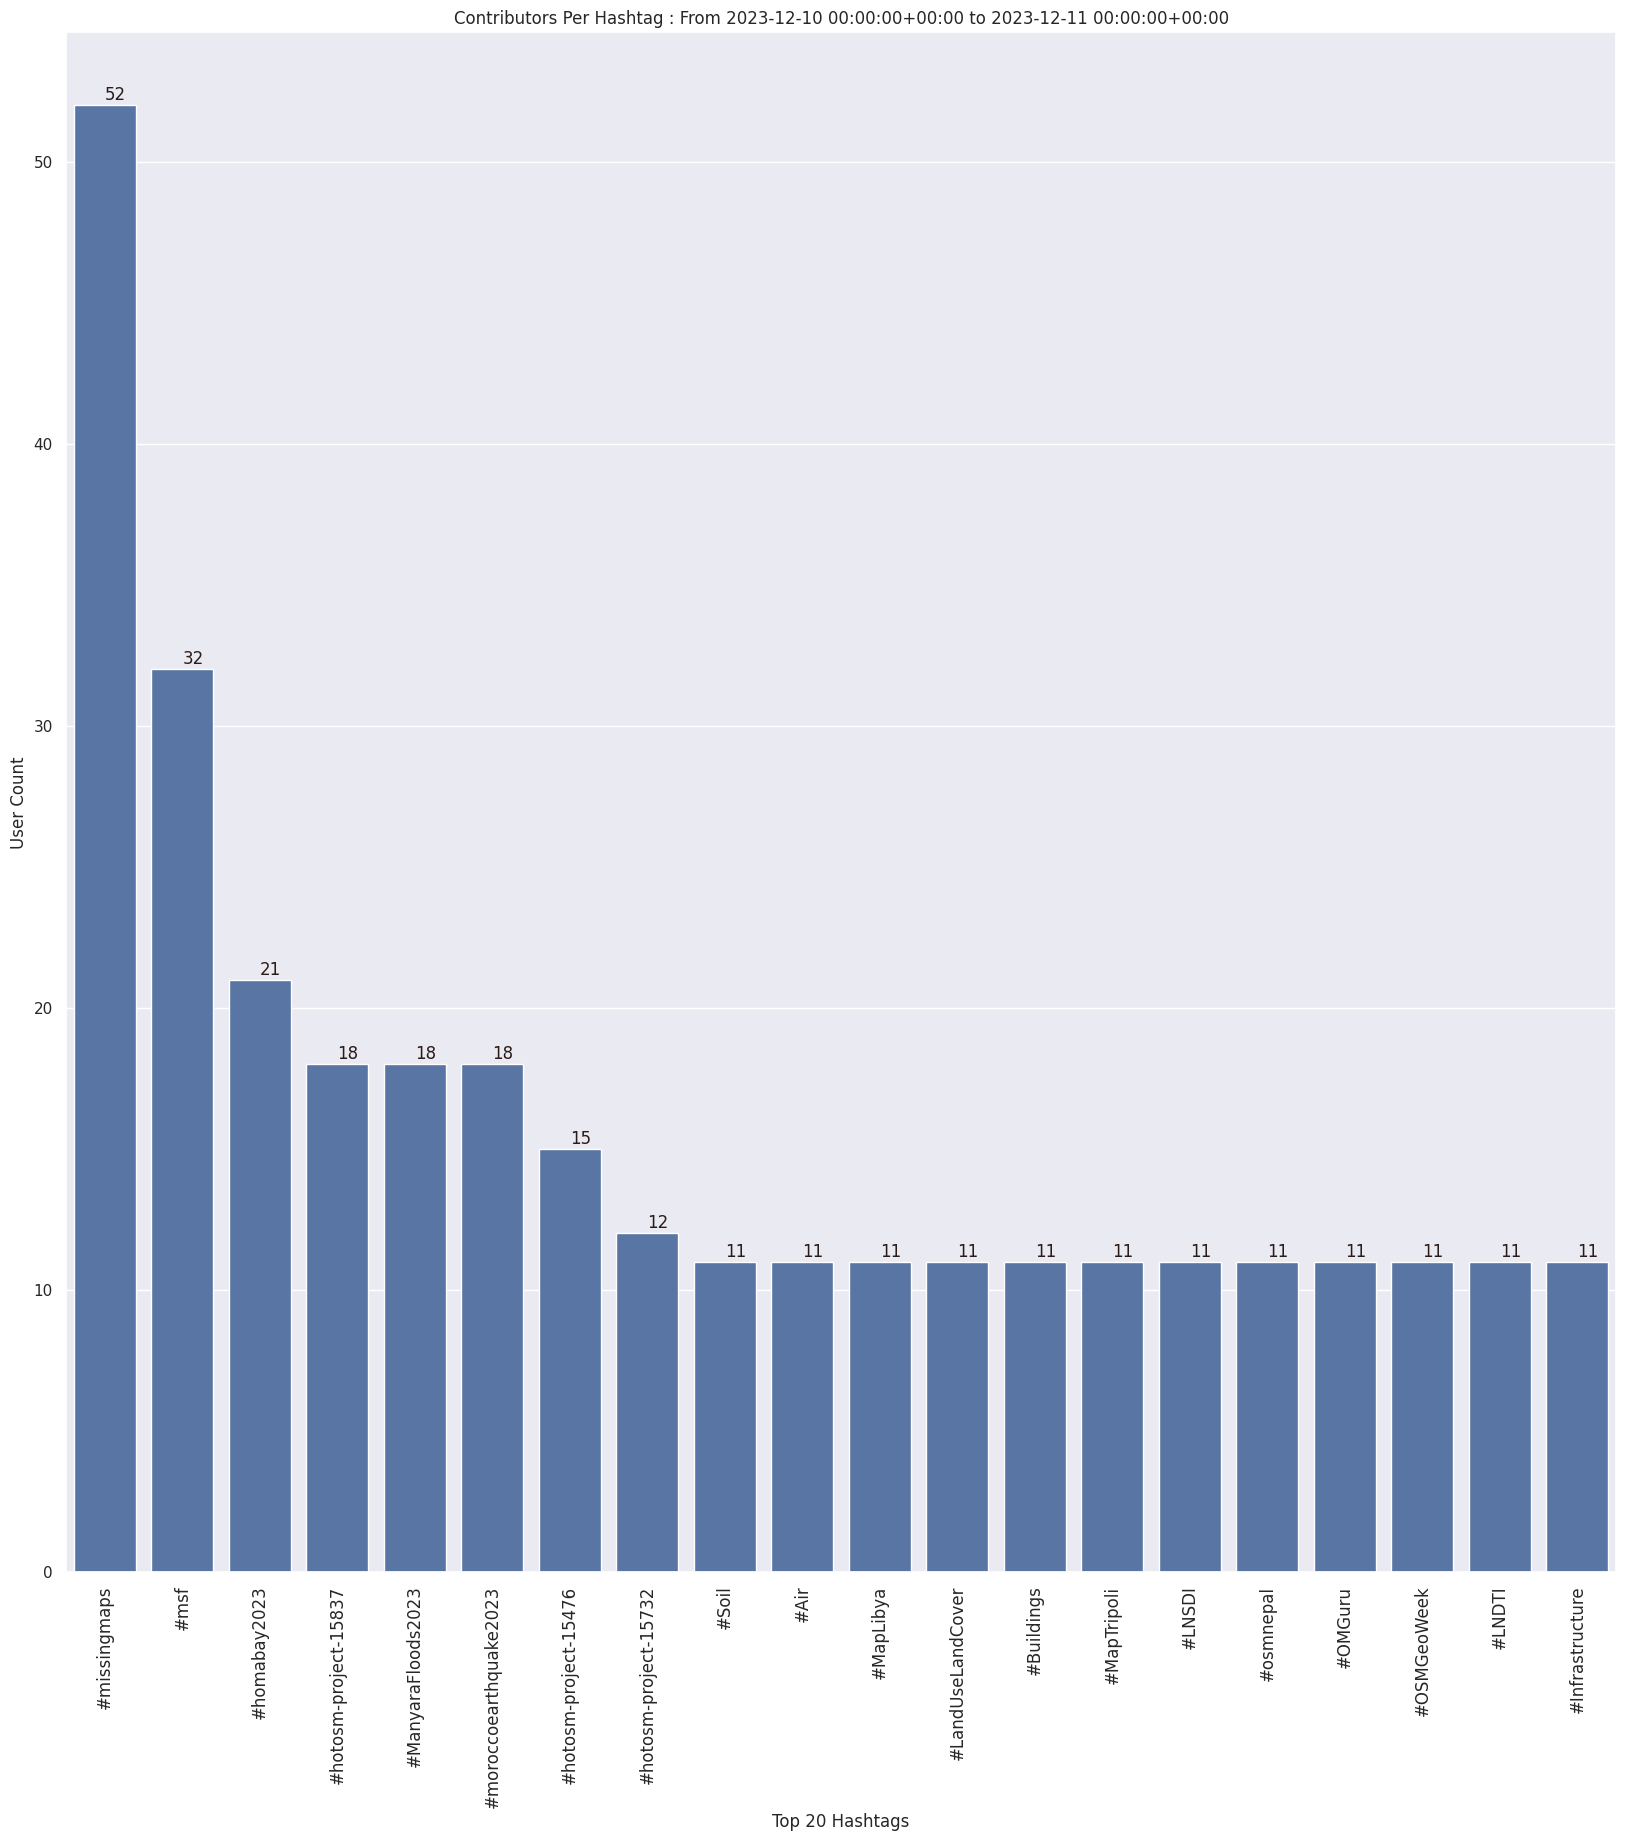 Contributors Per Hashtag : From 2023-12-10 00:00:00+00:00 to 2023-12-11 00:00:00+00:00
User Count
50
40
30
20
10
0
52
32
21
18
18
18
15
12
11
11
11
11
11
11
11
11
11
11
11
11
#missingmaps
#msf
#homabay2023
#hotosm-project-15837
#ManyaraFloods2023
#moroccoearthquake2023
#hotosm-project-15476
#hotosm-project-15732
#Soil
#Air
#MapLibya
#LandUseLandCover
#Buildings
#MapTripoli
#LNSDI
#osmnepal
#OMGuru
#OSMGeoWeek
#LNDTI
#Infrastructure
Top 20 Hashtags